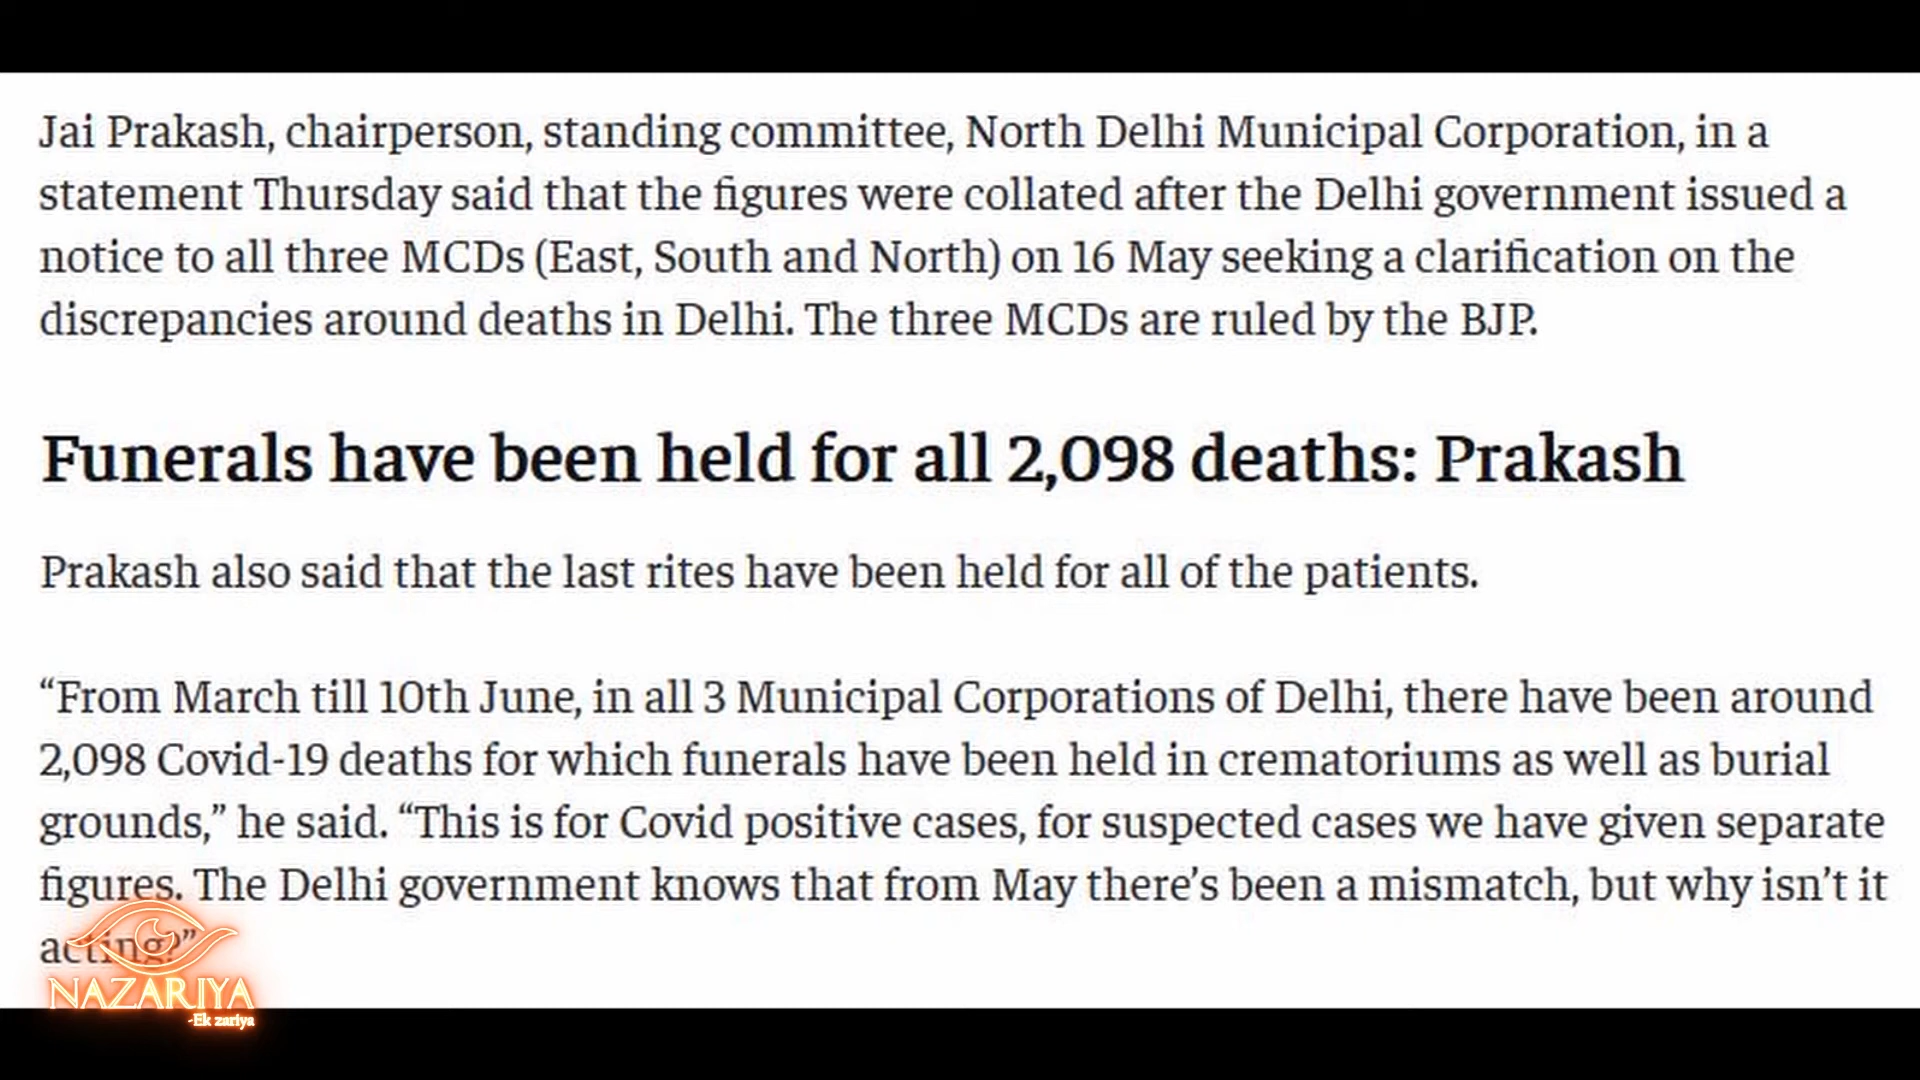 Jai Prakash, chairperson, standing committee, North Delhi Municipal Corporation, in a
statement Thursday said that the figures were collated after the Delhi government issued a
notice to all three MCDs (East, South and North) on 16 May seeking a clarification on the
discrepancies around deaths in Delhi. The three MCDs are ruled by the BJP.
Funerals have been held for all 2,098 deaths: Prakash
Prakash also said that the last rites have been held for all of the patients.
“From March till 10th June, in all 3 Municipal Corporations of Delhi, there have been around
2,098 Covid-19 deaths for which funerals have been held in crematoriums as well as burial
grounds,” he said. “This is for Covid positive cases, for suspected cases we have given separate
figures. The Delhi government knows that from May there’s been a mismatch, but why isn’t it
acting?”
NAZARIYA
-Ek zariya